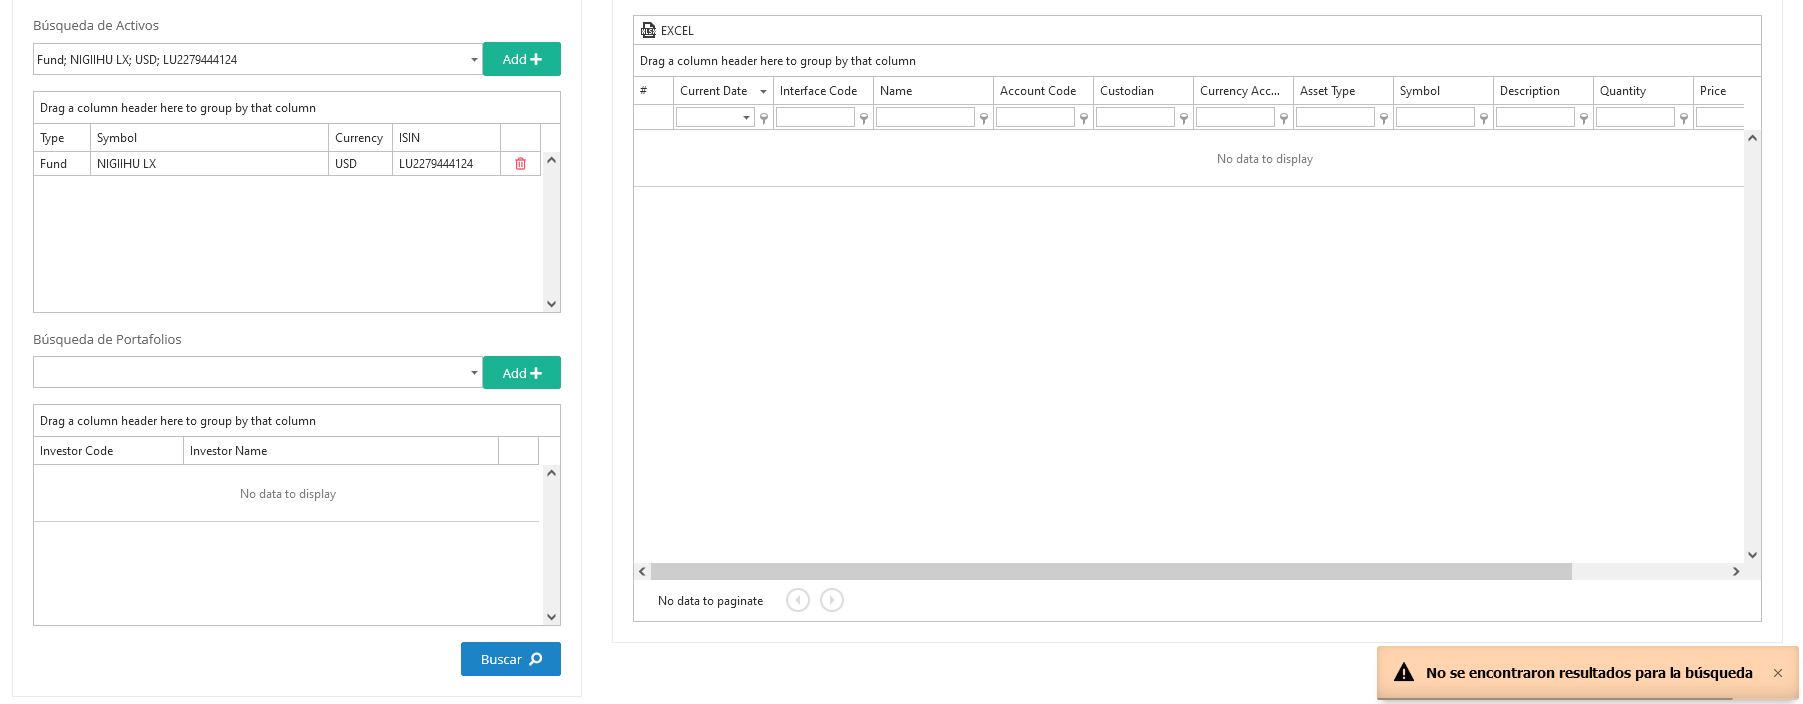 Búsqueda de Activos
Fund; NIGIIHU LX; USD; LU2279444124
Add
Drag a column header here to group by that column
Type Symbol Currency ISIN
Fund NIGIIHU LX USD LU2279444124
Búsqueda de Portafolios
Add
Drag a column header here to group by that column
Investor Code Investor Name
No data to display
Buscar
EXCEL
Drag a column header here to group by that column
# Current Date Interface Code Name Account Code Custodian Currency Acc... Asset Type Symbol Description Quantity Price
No data to display
No data to paginate
No se encontraron resultados para la búsqueda